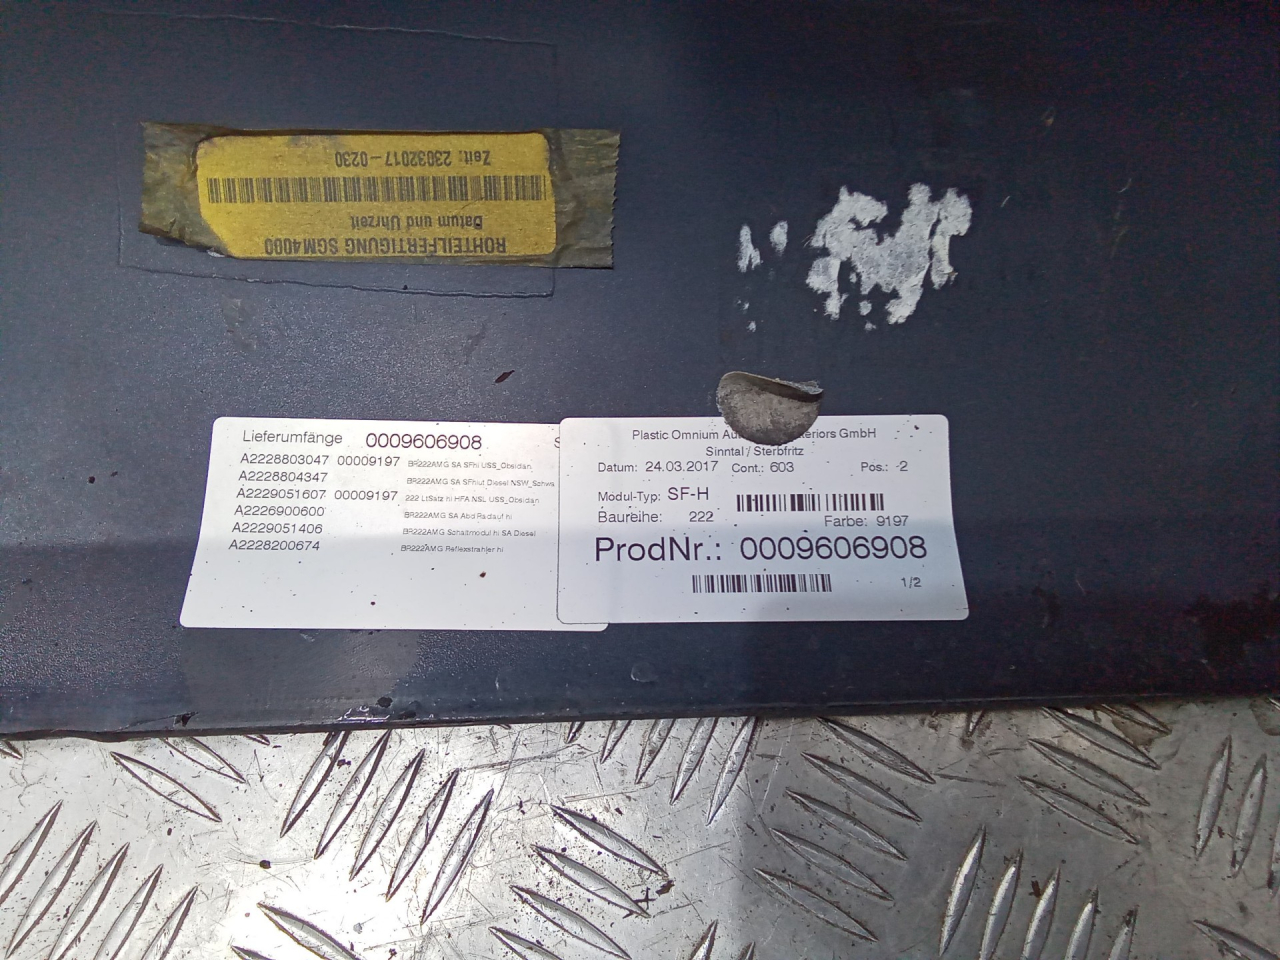 ROHTEILFERTIGUNG SGM4000
Datum und Uhrzeit
Zeit: 23032017-0230
Lieferumfänge 0009606908 S
A2228803047 00009197 BR222AMG SA SFhi USS_Obsidan
A2228804347 BR222AMG SA SFhiut Diesel NSW_Schwa
A2229051607 00009197 222 LtSatz hi HFA NSL USS_Obsidan
A2226900600 BR222AMG SA Abd Radlauf hi
A2229051406 BR222AMG Schaltmodul hi SA Diesel
A2228200674 BR222AMG Reflexstrahler hi
Plastic Omnium Au eriors GmbH
Sinntal / Sterbfritz
Datum: 24.03.2017 Cont.: 603 Pos.: -2
Modul-Typ: SF-H
Baureihe: 222 Farbe: 9197
ProdNr.: 0009606908
1/2